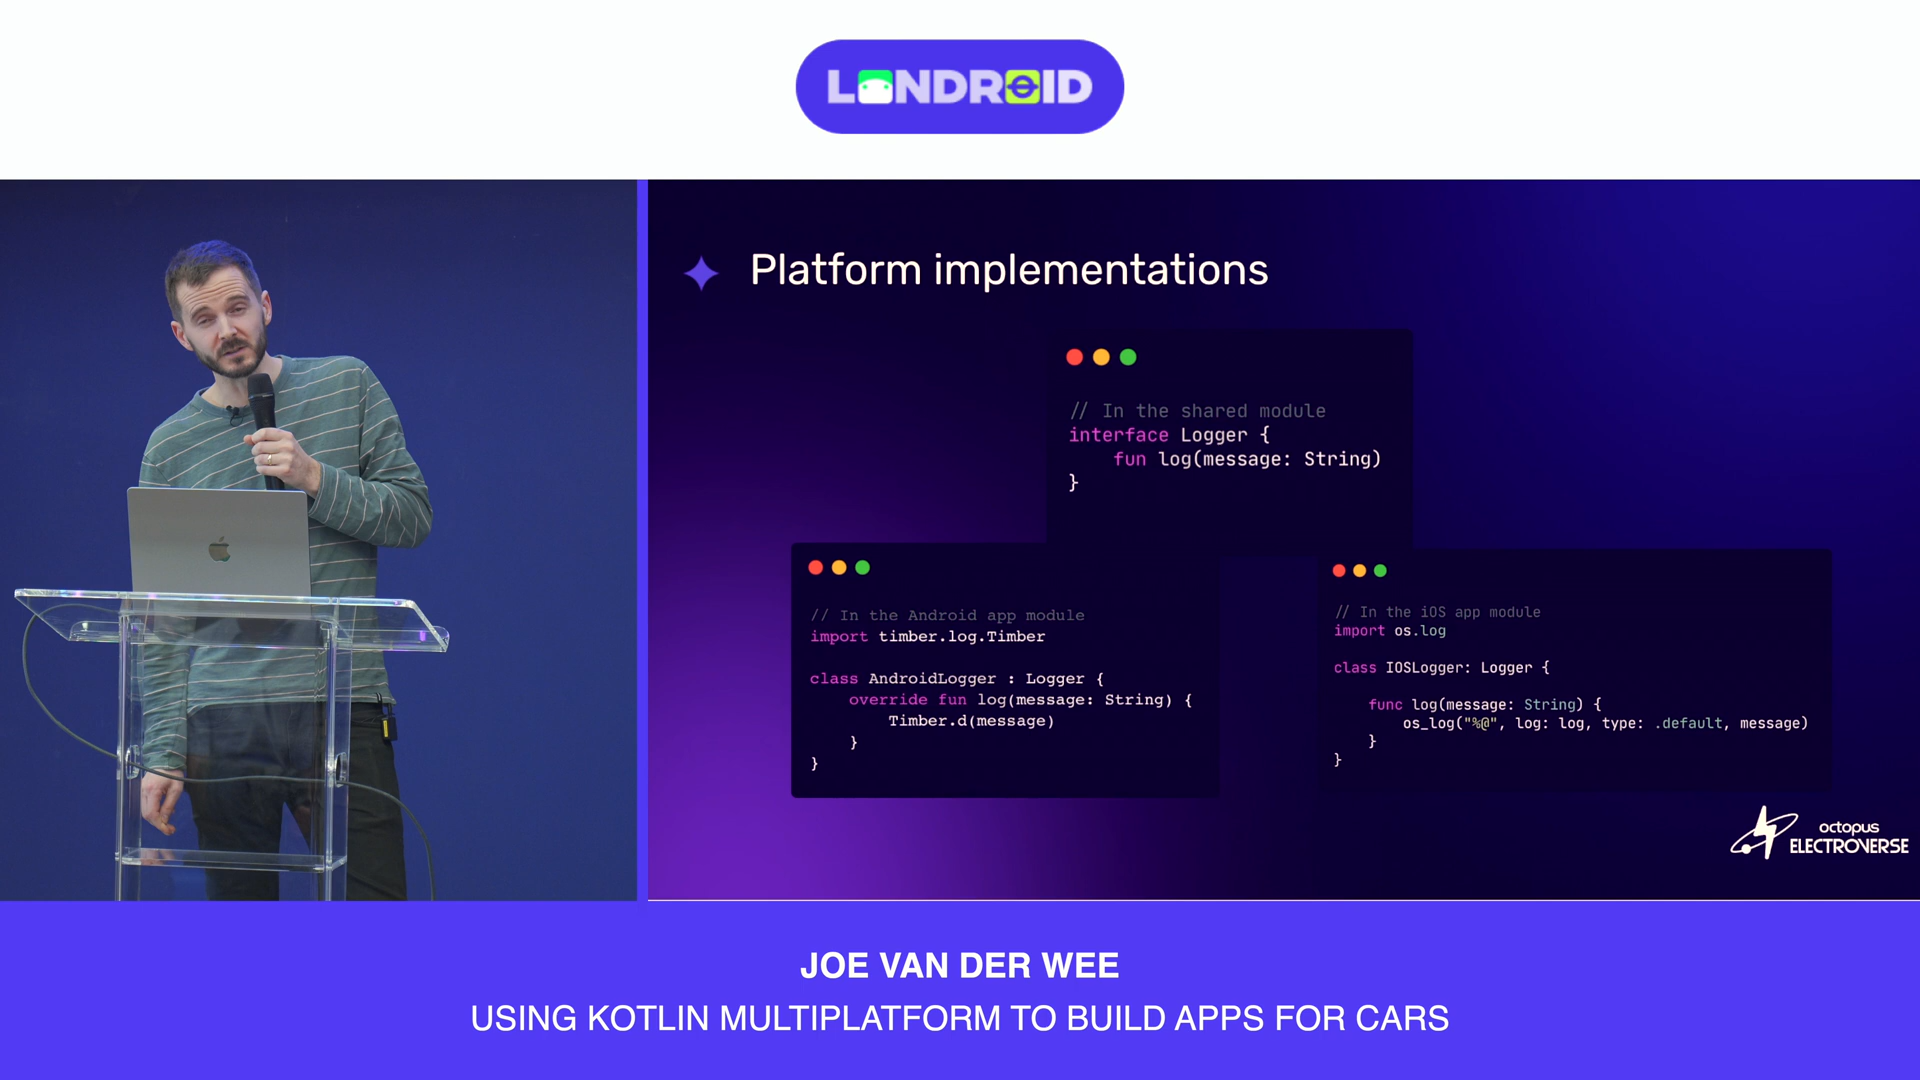 LONDROID
Platform implementations
// In the shared module
interface Logger {
fun log(message: String)
}
// In the Android app module
import timber.log.Timber
class AndroidLogger : Logger {
override fun log(message: String) {
Timber.d(message)
}
}
// In the iOS app module
import os.log
class IOSLogger: Logger {
func log(message: String) {
os_log("%@", log: log, type: .default, message)
}
}
octopus
ELECTROVERSE
JOE VAN DER WEE
USING KOTLIN MULTIPLATFORM TO BUILD APPS FOR CARS